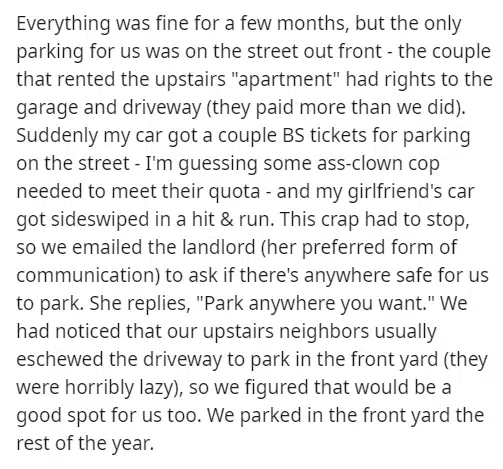 Everything was fine for a few months, but the only
parking for us was on the street out front - the couple
that rented the upstairs "apartment" had rights to the
garage and driveway (they paid more than we did).
Suddenly my car got a couple BS tickets for parking
on the street - I'm guessing some ass-clown cop
needed to meet their quota - and my girlfriend's car
got sideswiped in a hit & run. This crap had to stop,
so we emailed the landlord (her preferred form of
communication) to ask if there's anywhere safe for us
to park. She replies, "Park anywhere you want." We
had noticed that our upstairs neighbors usually
eschewed the driveway to park in the front yard (they
were horribly lazy), so we figured that would be a
good spot for us too. We parked in the front yard the
rest of the year.